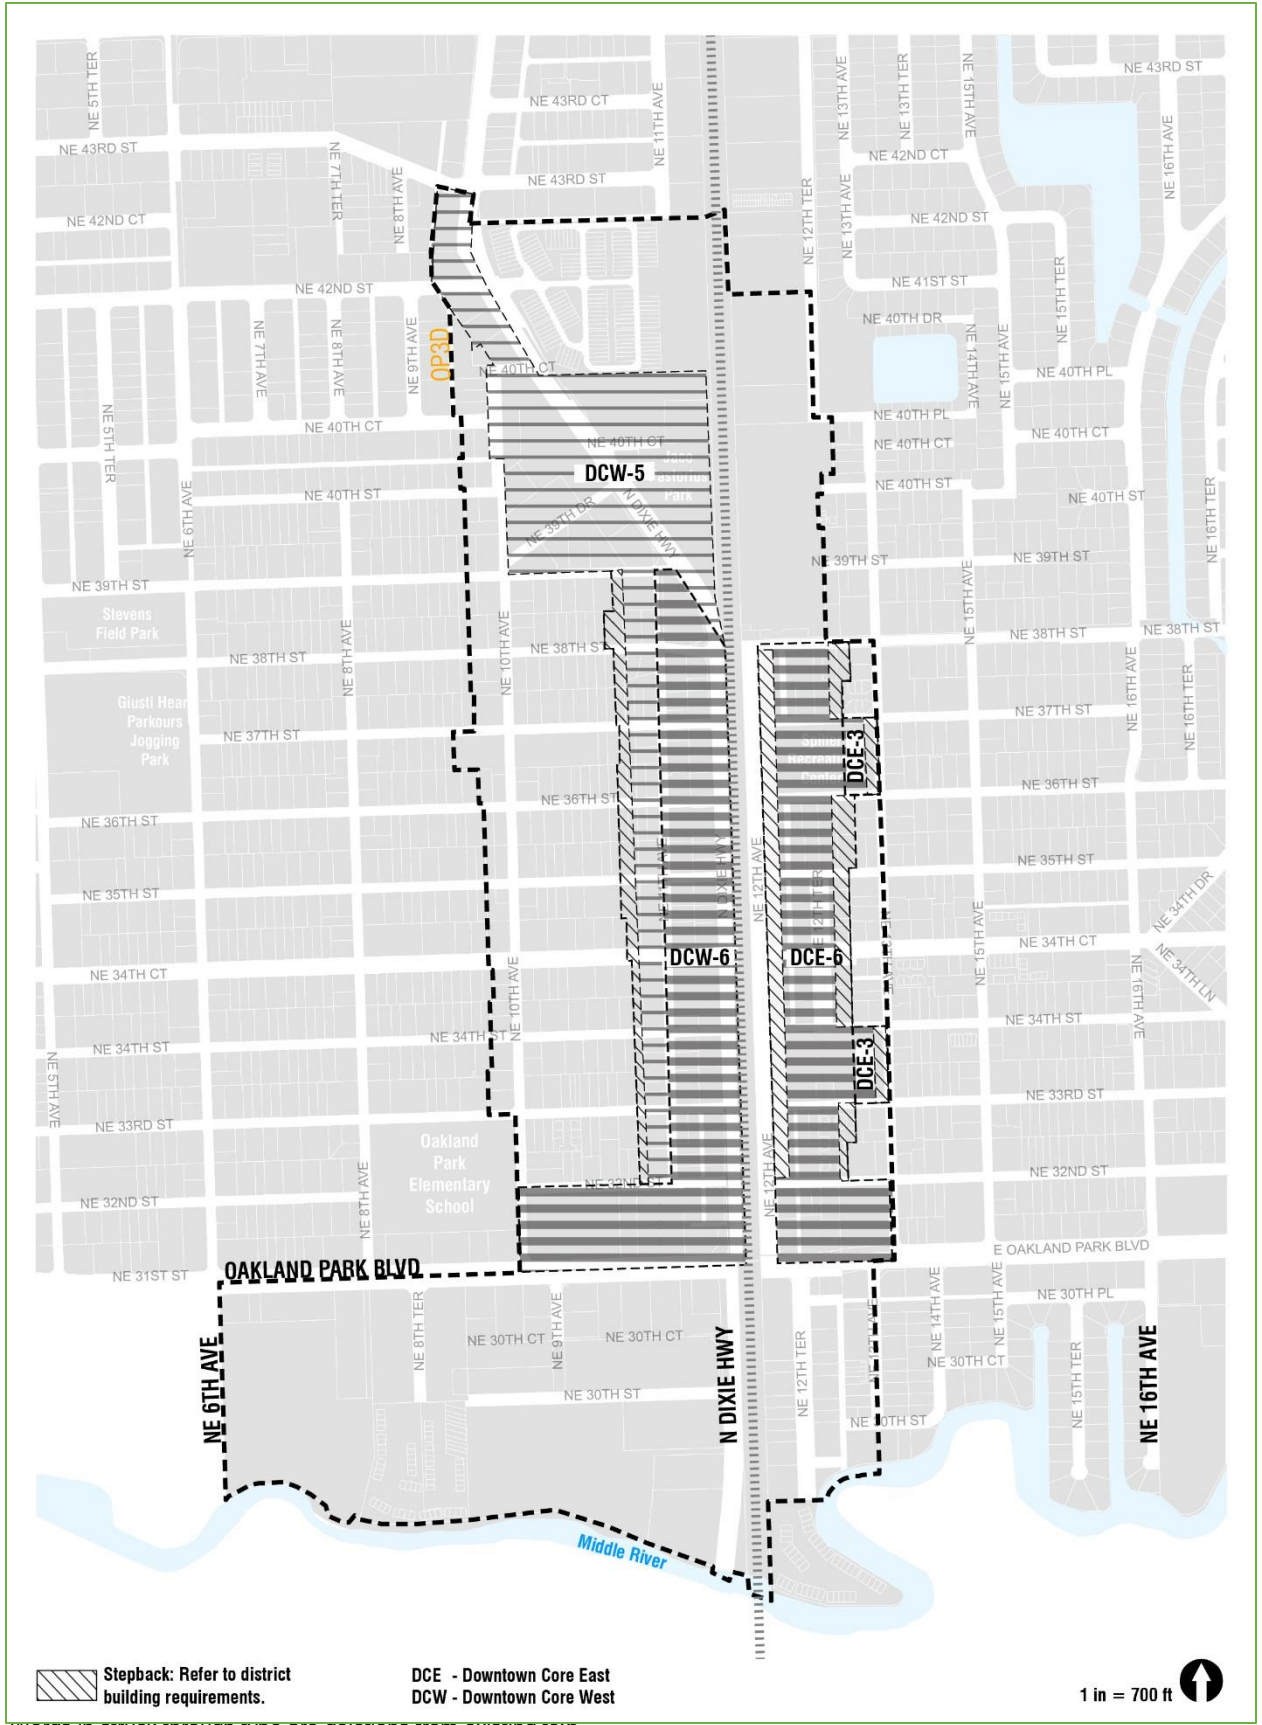 NE 5TH TER
NE 43RD ST
NE 42ND CT
NE 7TH TER
NE 8TH AVE
NE 43RD CT
NE 11TH AVE
NE 43RD ST
NE 12TH TER
NE 13TH AVE
NE 13TH TER
NE 15TH AVE
NE 43RD ST
NE 16TH AVE
NE 42ND CT
NE 13TH AVE
NE 42ND ST
NE 41ST ST
NE 15TH TER
NE 42ND ST
NE 7TH AVE
NE 8TH AVE
NE 9TH AVE
OP3D
NE 40TH DR
NE 14TH AVE
NE 15TH AVE
NE 40TH PL
NE 40TH CT
NE 5TH TER
NE 40TH CT
NE 40TH PL
NE 40TH CT
NE 40TH CT
NE 40TH CT
DCW-5
NE 6TH AVE
NE 40TH ST
Park
NE 40TH ST
NE 40TH ST
NE 16TH TER
NE 39TH DR
N DIXIE HWY
NE 39TH ST
NE 39TH ST
NE 39TH ST
Stevens
Field Park
NE 10TH AVE
NE 15TH AVE
NE 38TH ST
NE 8TH AVE
NE 38TH ST
NE 38TH ST
NE 38TH ST
NE 16TH AVE
NE 16TH TER
Giusti Hear
Parkours
Jogging
Park
NE 37TH ST
NE 37TH ST
DCE-3
NE 36TH ST
NE 36TH ST
NE 36TH ST
NE 35TH ST
N DIXIE HWY
NE 12TH AVE
NE 12TH TER
NE 35TH ST
NE 34TH DR
NE 15TH AVE
NE 34TH CT
DCW-6
DCE-6
NE 34TH CT
NE 34TH LN
NE 10TH AVE
NE 16TH AVE
NE 34TH ST
NE 34TH ST
NE 34TH ST
DCE-3
NE 5TH AVE
NE 33RD ST
NE 33RD ST
Oakland
Park
Elementary
School
NE 8TH AVE
NE 12TH AVE
NE 32ND ST
NE 32ND ST
NE 31ST ST
OAKLAND PARK BLVD
E OAKLAND PARK BLVD
NE 6TH AVE
NE 8TH TER
NE 30TH CT
NE 9TH AVE
NE 30TH CT
N DIXIE HWY
NE 12TH TER
NE 14TH AVE
NE 15TH AVE
NE 30TH PL
NE 30TH CT
NE 15TH TER
NE 16TH AVE
NE 30TH ST
NE 30TH ST
Middle River
Stepback: Refer to district
building requirements.
DCE - Downtown Core East
DCW - Downtown Core West
1 in = 700 ft